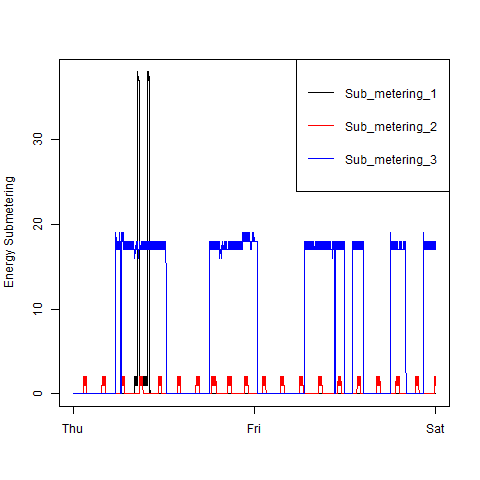 Sub_metering_1
Sub_metering_2
Sub_metering_3
Energy Submetering
30
20
10
0
Thu
Fri
Sat